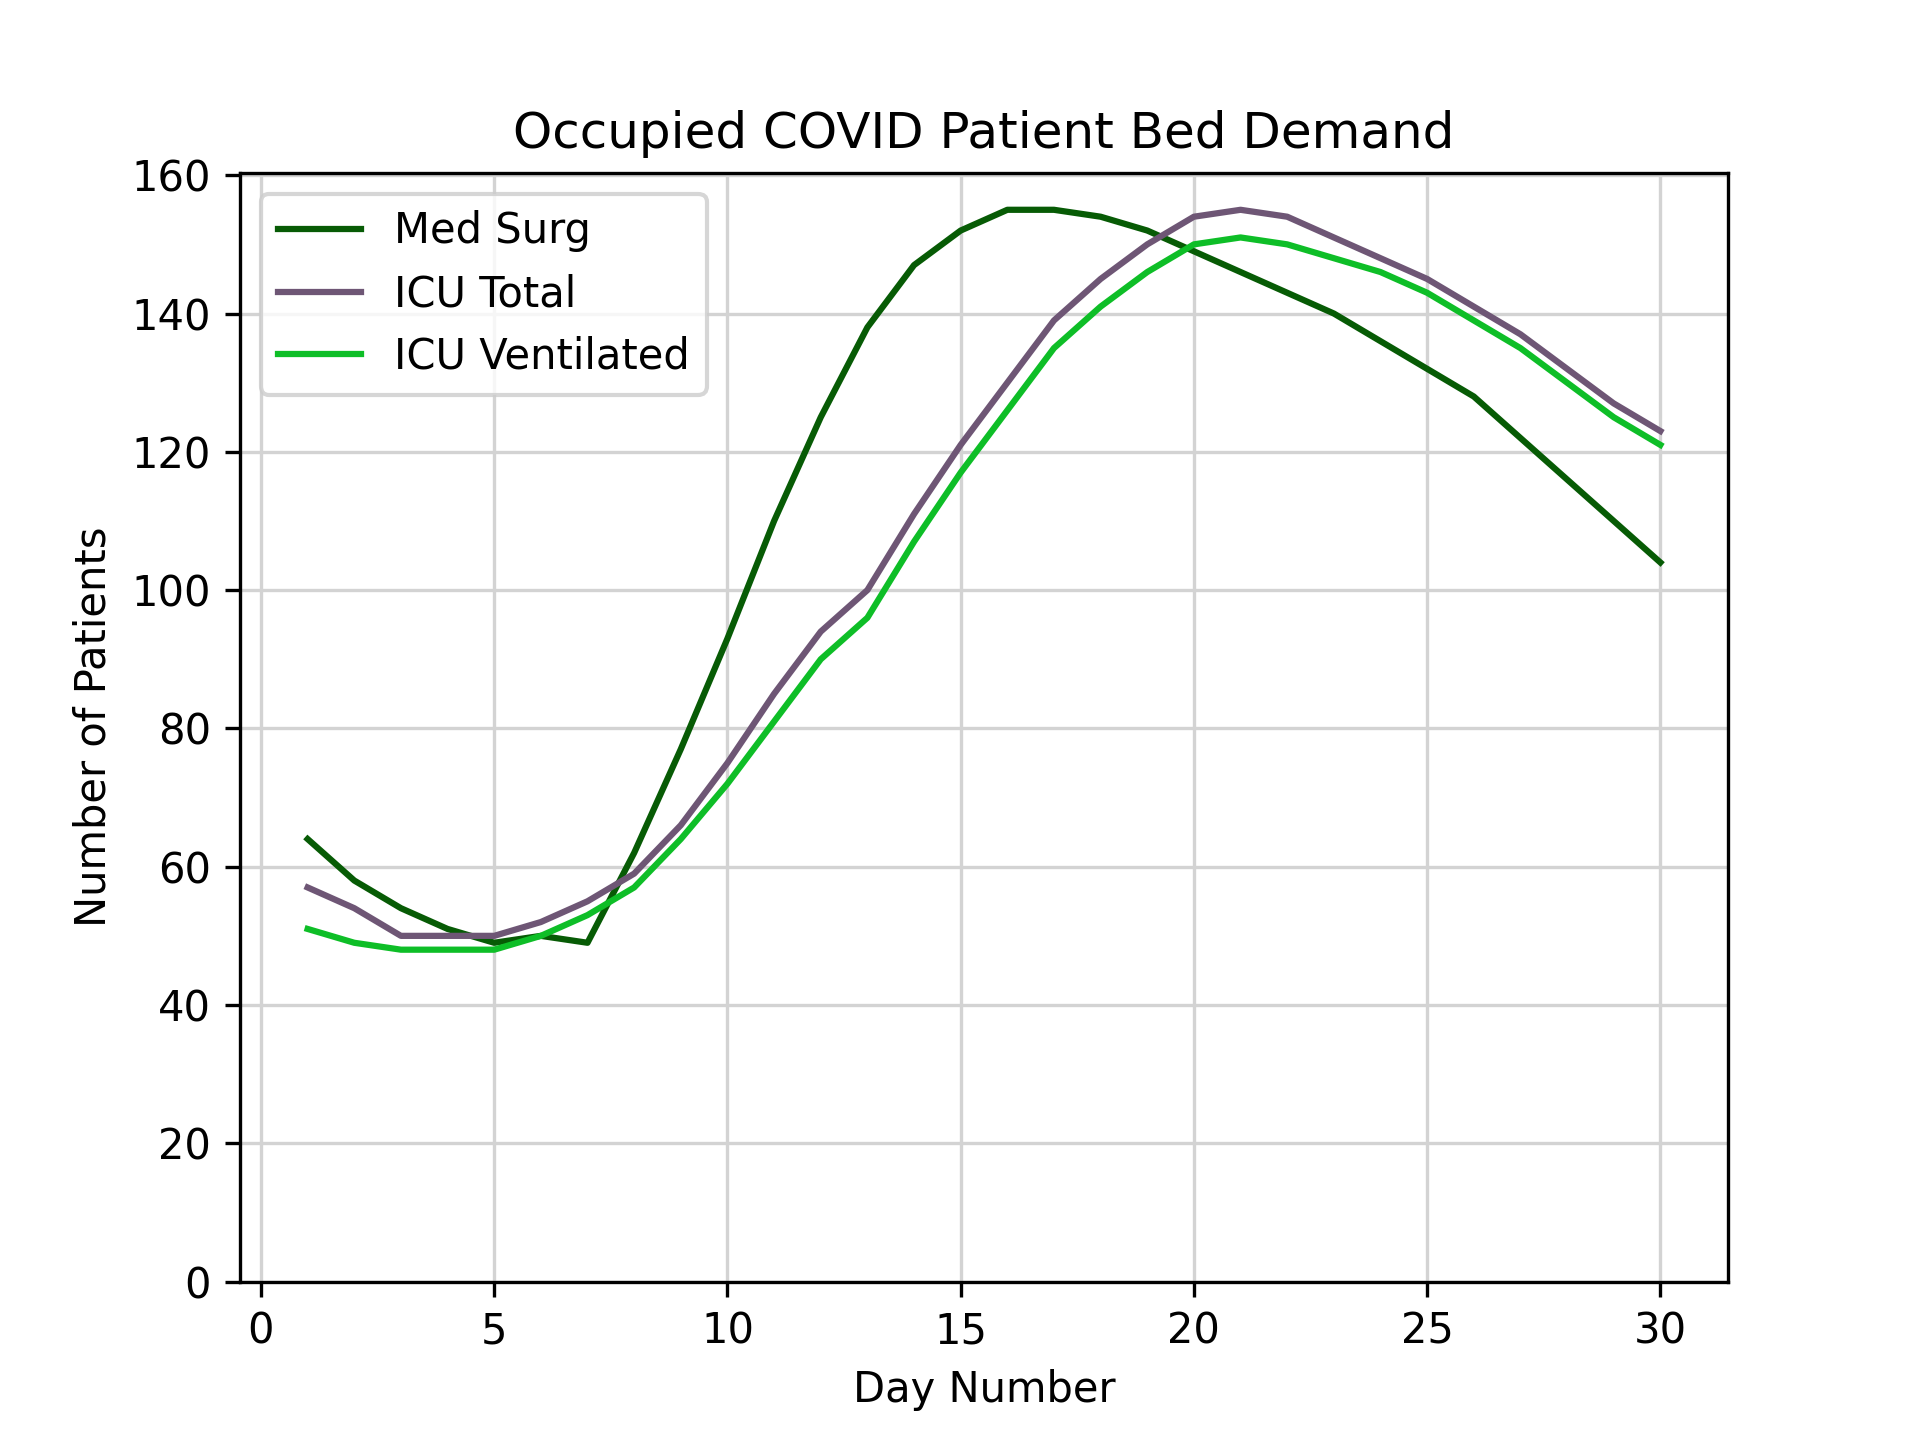 Occupied COVID Patient Bed Demand
Med Surg
ICU Total
ICU Ventilated
Number of Patients
160
140
120
100
80
60
40
20
0
0 5 10 15 20 25 30
Day Number